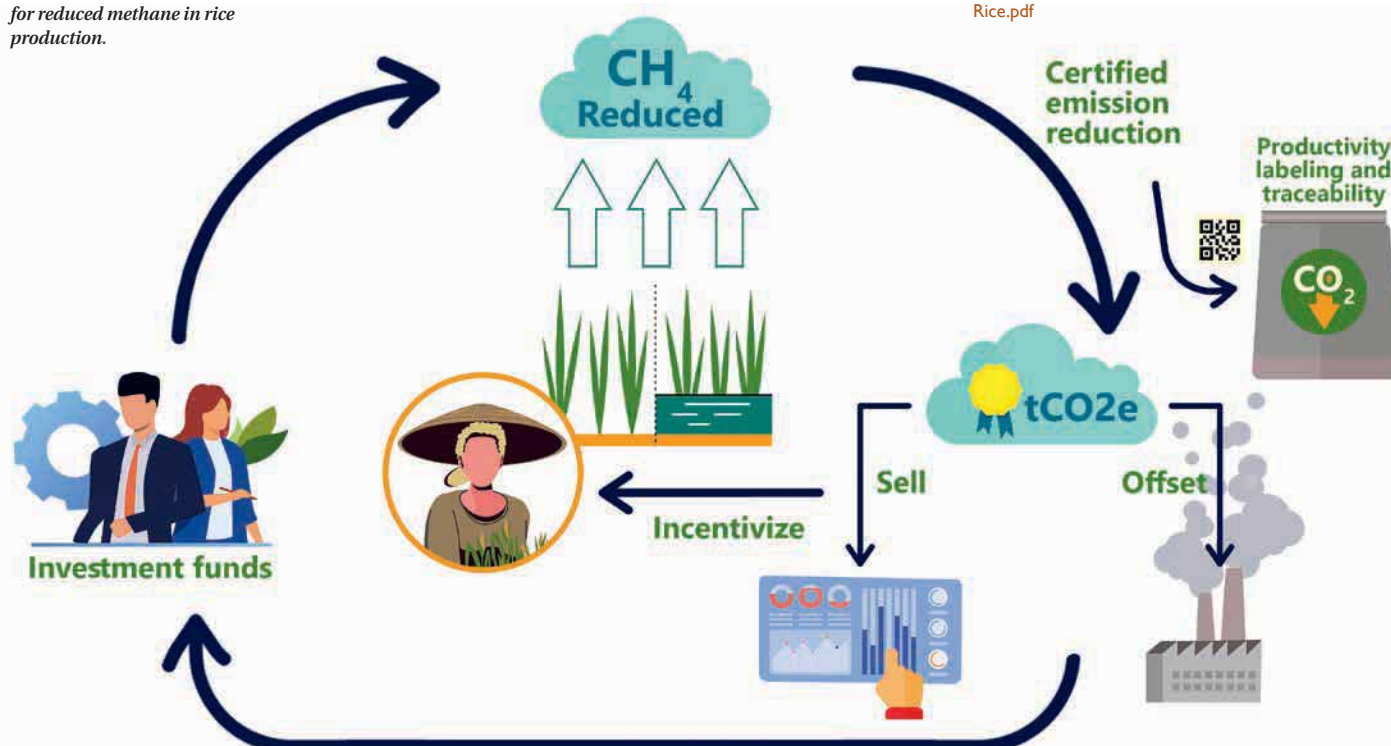 for reduced methane in rice
production.
Rice.pdf
CH4
Reduced
Certified
emission
reduction
Productivity
labeling and
traceability
CO2
tCO2e
Sell
Offset
Incentivize
Investment funds